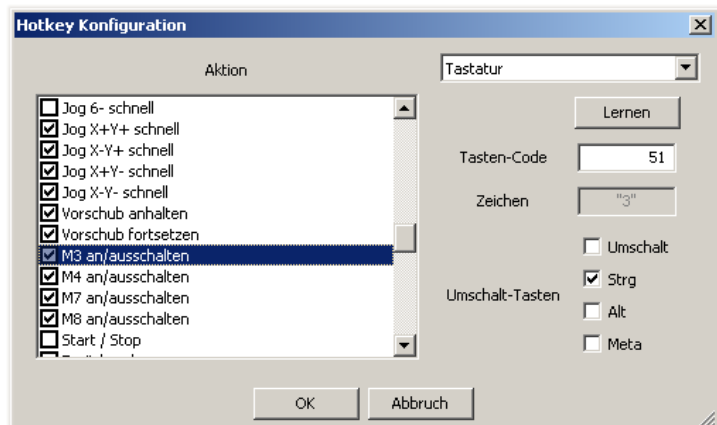 Hotkey Konfiguration
Aktion
Tastatur
Jog 6- schnell
Jog X+Y+ schnell
Jog X-Y+ schnell
Jog X+Y- schnell
Jog X-Y- schnell
Vorschub anhalten
Vorschub fortsetzen
M3 an/ausschalten
M4 an/ausschalten
M7 an/ausschalten
M8 an/ausschalten
Start / Stop
Lernen
Tasten-Code
51
Zeichen
"3"
Umschalt-Tasten
Umschalt
Strg
Alt
Meta
OK
Abbruch